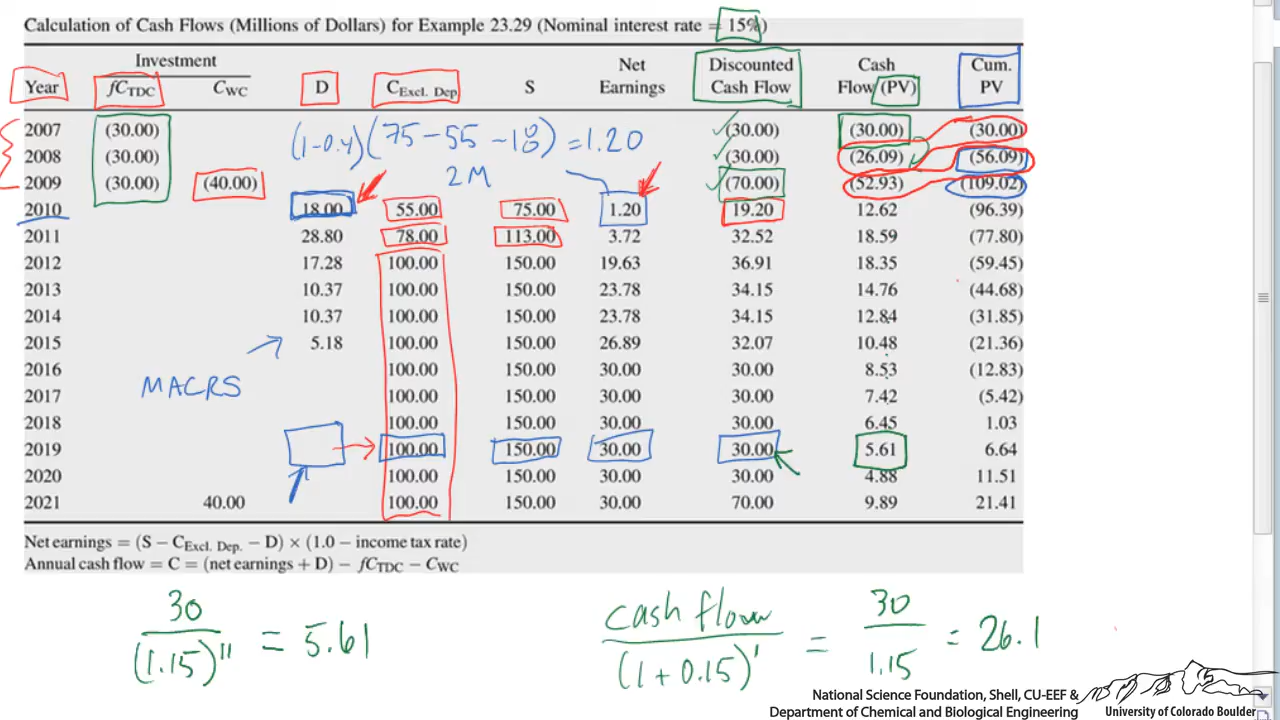 Calculation of Cash Flows (Millions of Dollars) for Example 23.29 (Nominal interest rate = 15%)
Investment Net Discounted Cash Cum.
Year fC_TDC C_WC D C_Excl. Dep S Earnings Cash Flow Flow (PV) PV
2007 (30.00) (30.00) (30.00) (30.00)
(1-0.4)(75-55-18) = 1.20
2008 (30.00) (30.00) (26.09) (56.09)
2009 (30.00) (40.00) (70.00) (52.93) (109.02)
2M
2010 18.00 55.00 75.00 1.20 19.20 12.62 (96.39)
2011 28.80 78.00 113.00 3.72 32.52 18.59 (77.80)
2012 17.28 100.00 150.00 19.63 36.91 18.35 (59.45)
2013 10.37 100.00 150.00 23.78 34.15 14.76 (44.68)
2014 10.37 100.00 150.00 23.78 34.15 12.84 (31.85)
2015 5.18 100.00 150.00 26.89 32.07 10.48 (21.36)
2016 100.00 150.00 30.00 30.00 8.53 (12.83)
MACRS
2017 100.00 150.00 30.00 30.00 7.42 (5.42)
2018 100.00 150.00 30.00 30.00 6.45 1.03
2019 100.00 150.00 30.00 30.00 5.61 6.64
2020 100.00 150.00 30.00 30.00 4.88 11.51
2021 40.00 100.00 150.00 30.00 70.00 9.89 21.41
Net earnings = (S − C_Excl. Dep. − D) × (1.0 − income tax rate)
Annual cash flow = C = (net earnings + D) − fC_TDC − C_WC
30 / (1.15)^11 = 5.61
cash flow / (1+0.15)^1 = 30 / 1.15 = 26.1
National Science Foundation, Shell, CU-EEF &
Department of Chemical and Biological Engineering
University of Colorado Boulder